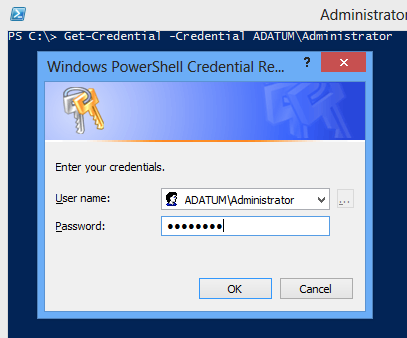 Administrator
PS C:\> Get-Credential -Credential ADATUM\Administrator
Windows PowerShell Credential Re... ? x
Enter your credentials.
User name: ADATUM\Administrator ...
Password: ••••••••
OK Cancel